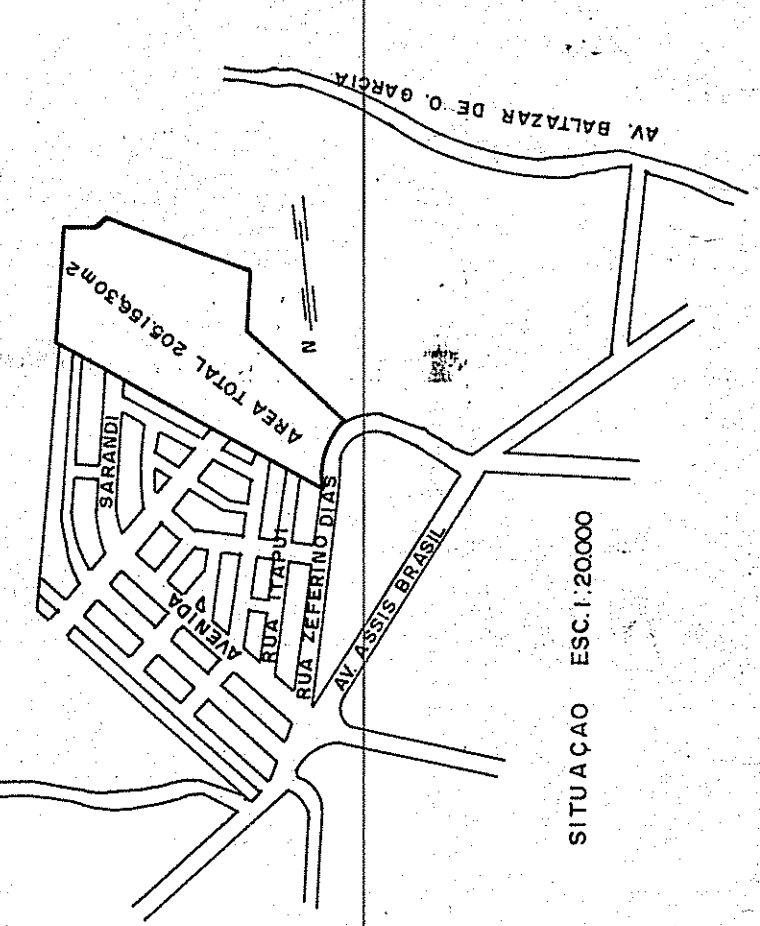 AV. BALTAZAR DE O. GARCIA
AREA TOTAL 205.156,30m2
N
SARANDI
AVENIDA
RUA ITAPUI
RUA ZEFERINO DIAS
AV. ASSIS BRASIL
SITUAÇAO ESC. 1:20.000